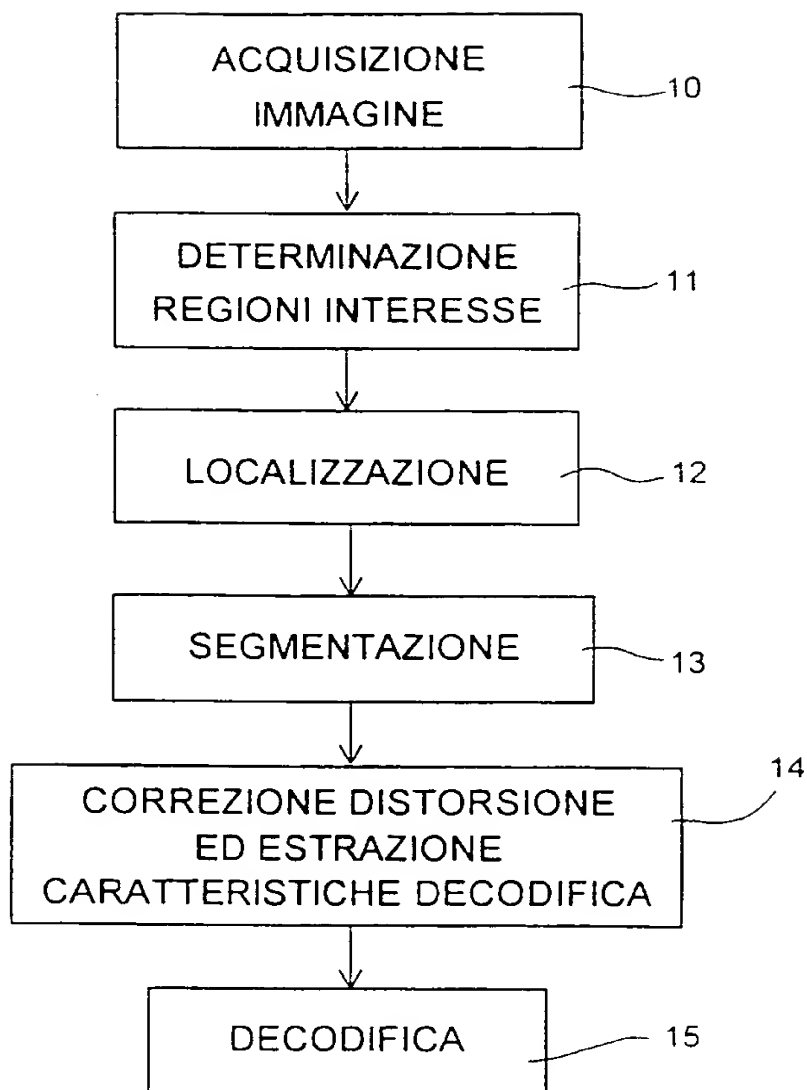 ACQUISIZIONE
IMMAGINE
10
DETERMINAZIONE
REGIONI INTERESSE
11
LOCALIZZAZIONE
12
SEGMENTAZIONE
13
14
CORREZIONE DISTORSIONE
ED ESTRAZIONE
CARATTERISTICHE DECODIFICA
DECODIFICA
15